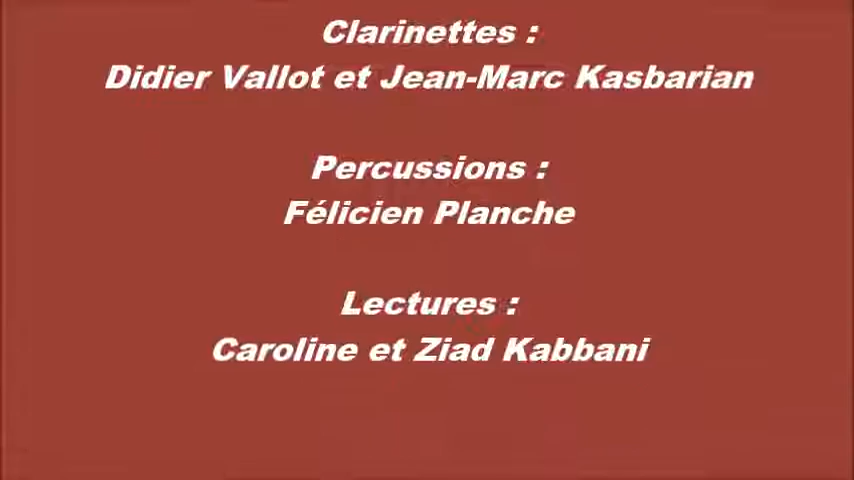 Clarinettes :
Didier Vallot et Jean-Marc Kasbarian
Percussions :
Félicien Planche
Lectures :
Caroline et Ziad Kabbani